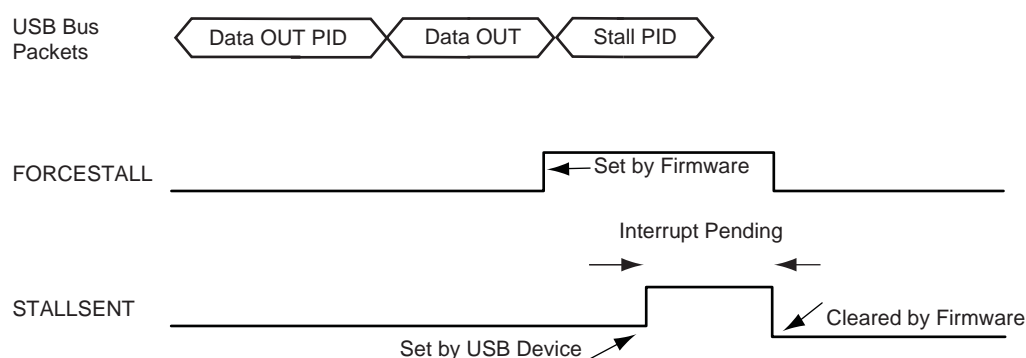 USB Bus
Packets
Data OUT PID
Data OUT
Stall PID
FORCESTALL
Set by Firmware
Interrupt Pending
STALLSENT
Cleared by Firmware
Set by USB Device